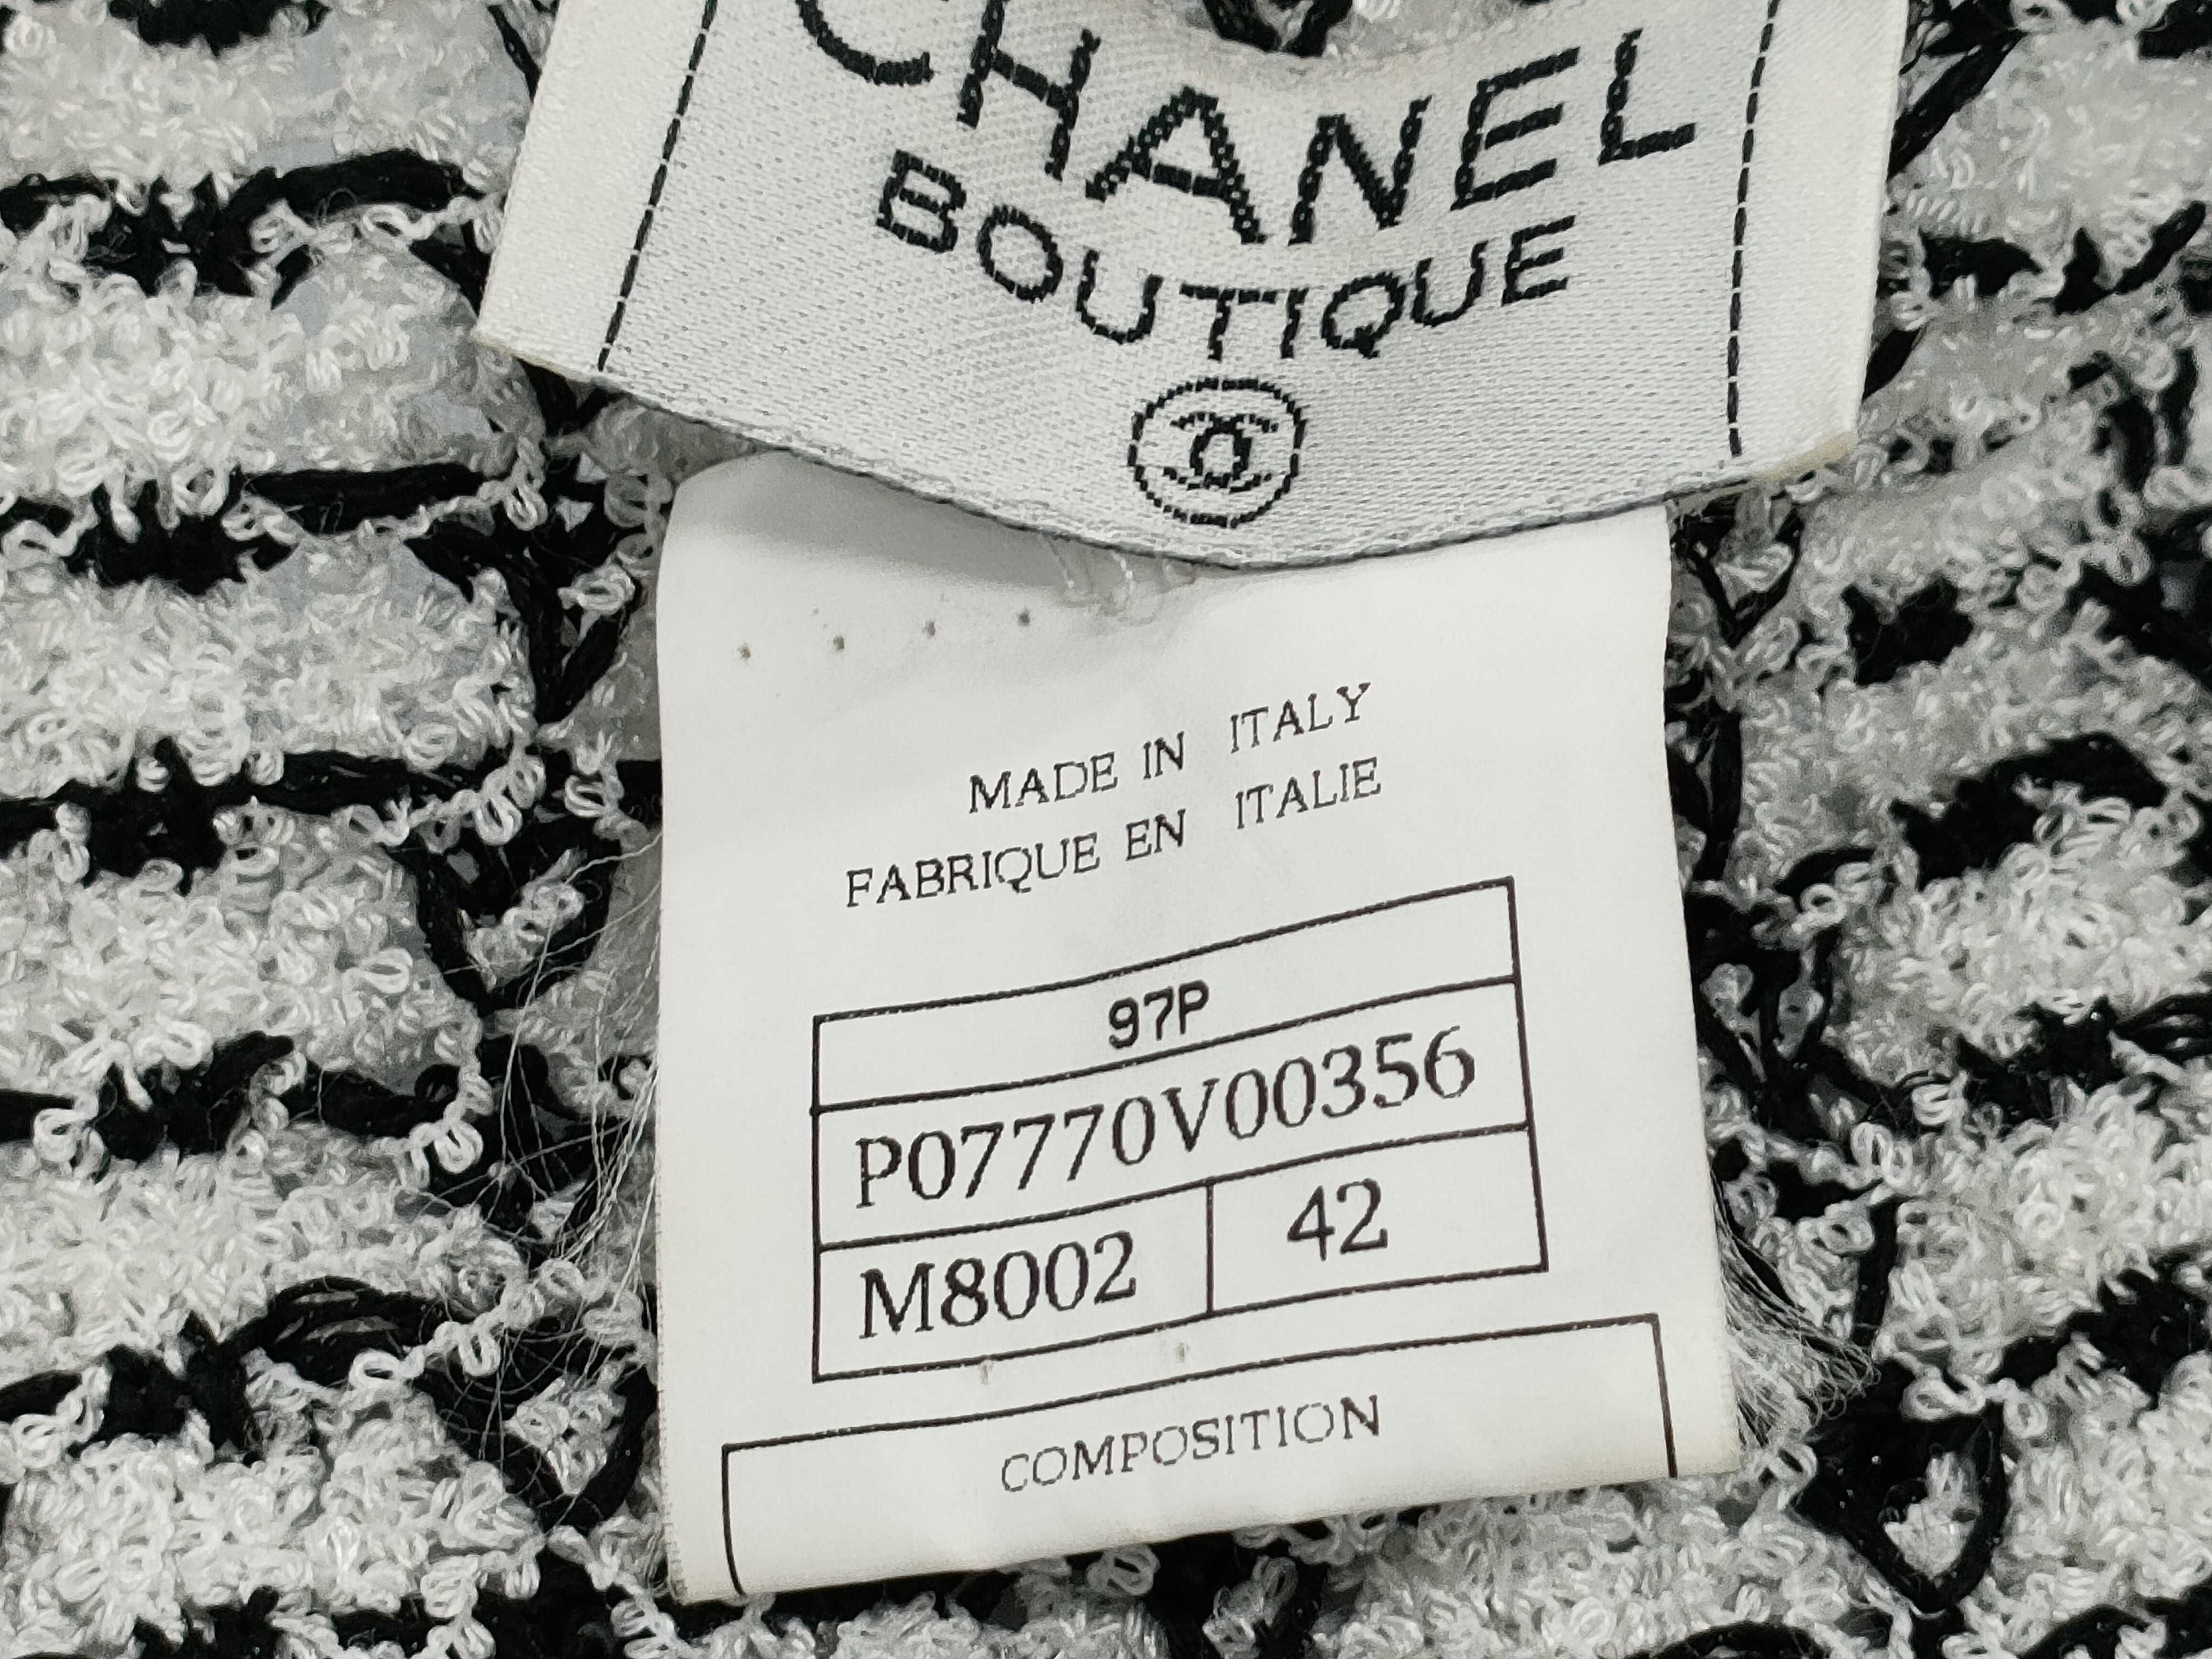 CHANEL
BOUTIQUE
MADE IN ITALY
FABRIQUE EN ITALIE
97P
P07770V00356
M8002 42
COMPOSITION